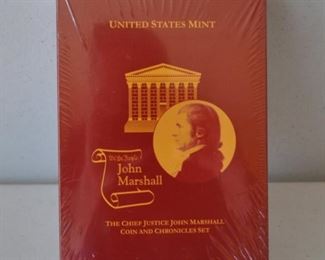 UNITED STATES MINT
We the People
John
Marshall
THE CHIEF JUSTICE JOHN MARSHALL
COIN AND CHRONICLES SET